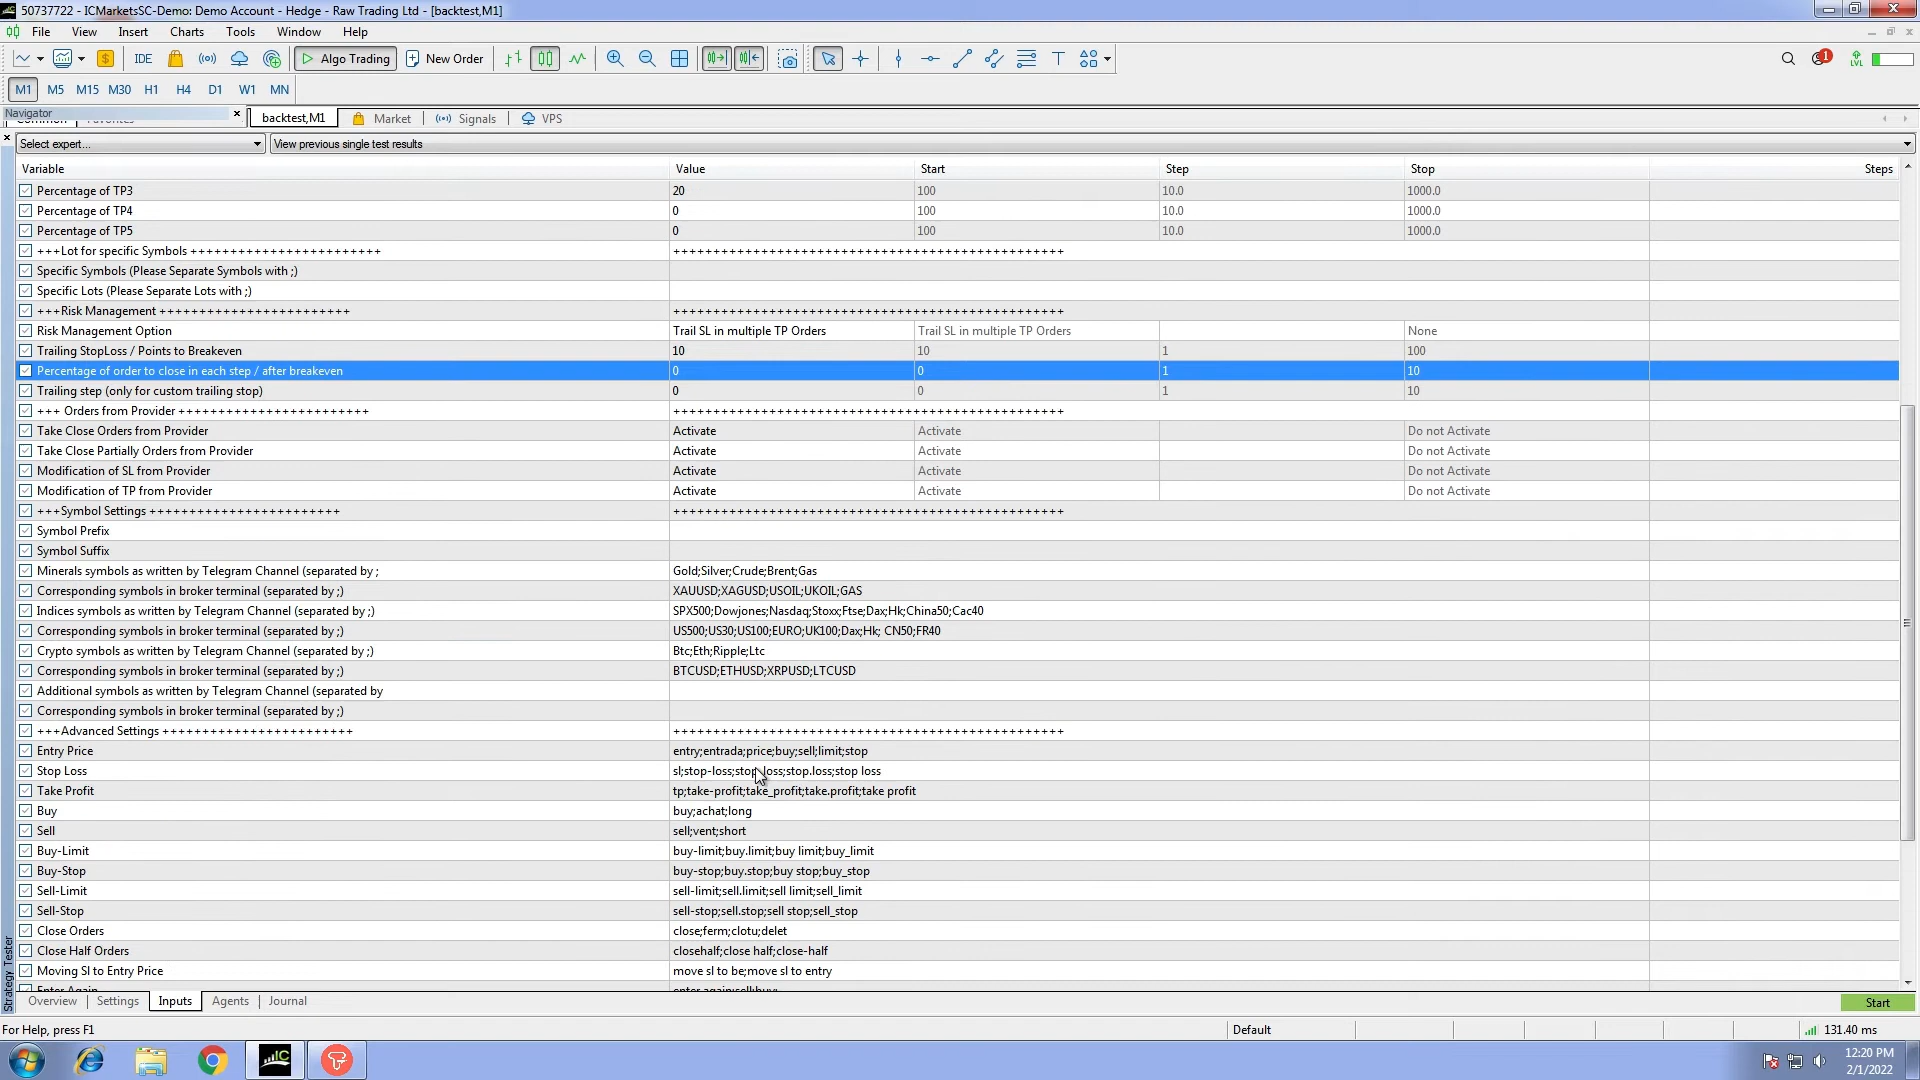 50737722 - ICMarketsSC-Demo: Demo Account - Hedge - Raw Trading Ltd - [backtest,M1]
File View Insert Charts Tools Window Help
IDE Algo Trading New Order 1 LVL
M1 M5 M15 M30 H1 H4 D1 W1 MN
Navigator
Common Favorites backtest,M1 Market Signals VPS
Select expert... View previous single test results
Variable Value Start Step Stop Steps
Percentage of TP3 20 100 10.0 1000.0
Percentage of TP4 0 100 10.0 1000.0
Percentage of TP5 0 100 10.0 1000.0
+++Lot for specific Symbols ++++++++++++++++++++++++ +++++++++++++++++++++++++++++++++++++++++++++++++
Specific Symbols (Please Separate Symbols with ;)
Specific Lots (Please Separate Lots with ;)
+++Risk Management ++++++++++++++++++++++++ +++++++++++++++++++++++++++++++++++++++++++++++++
Risk Management Option Trail SL in multiple TP Orders Trail SL in multiple TP Orders None
Trailing StopLoss / Points to Breakeven 10 10 1 100
Percentage of order to close in each step / after breakeven 0 0 1 10
Trailing step (only for custom trailing stop) 0 0 1 10
+++ Orders from Provider ++++++++++++++++++++++++ +++++++++++++++++++++++++++++++++++++++++++++++++
Take Close Orders from Provider Activate Activate Do not Activate
Take Close Partially Orders from Provider Activate Activate Do not Activate
Modification of SL from Provider Activate Activate Do not Activate
Modification of TP from Provider Activate Activate Do not Activate
+++Symbol Settings ++++++++++++++++++++++++ +++++++++++++++++++++++++++++++++++++++++++++++++
Symbol Prefix
Symbol Suffix
Minerals symbols as written by Telegram Channel (separated by ; Gold;Silver;Crude;Brent;Gas
Corresponding symbols in broker terminal (separated by ;) XAUUSD;XAGUSD;USOIL;UKOIL;GAS
Indices symbols as written by Telegram Channel (separated by ;) SPX500;Dowjones;Nasdaq;Stoxx;Ftse;Dax;Hk;China50;Cac40
Corresponding symbols in broker terminal (separated by ;) US500;US30;US100;EURO;UK100;Dax;Hk; CN50;FR40
Crypto symbols as written by Telegram Channel (separated by ;) Btc;Eth;Ripple;Ltc
Corresponding symbols in broker terminal (separated by ;) BTCUSD;ETHUSD;XRPUSD;LTCUSD
Additional symbols as written by Telegram Channel (separated by
Corresponding symbols in broker terminal (separated by ;)
+++Advanced Settings ++++++++++++++++++++++++ +++++++++++++++++++++++++++++++++++++++++++++++++
Entry Price entry;entrada;price;buy;sell;limit;stop
Stop Loss sl;stop-loss;stop_loss;stop.loss;stop loss
Take Profit tp;take-profit;take_profit;take.profit;take profit
Buy buy;achat;long
Sell sell;vent;short
Buy-Limit buy-limit;buy.limit;buy limit;buy_limit
Buy-Stop buy-stop;buy.stop;buy stop;buy_stop
Sell-Limit sell-limit;sell.limit;sell limit;sell_limit
Sell-Stop sell-stop;sell.stop;sell stop;sell_stop
Close Orders close;ferm;clotu;delet
Close Half Orders closehalf;close half;close-half
Moving Sl to Entry Price move sl to be;move sl to entry
Enter Again enter again;sell;buy;
Strategy Tester
Overview Settings Inputs Agents Journal Start
For Help, press F1 Default 131.40 ms
IC 12:20 PM
2/1/2022